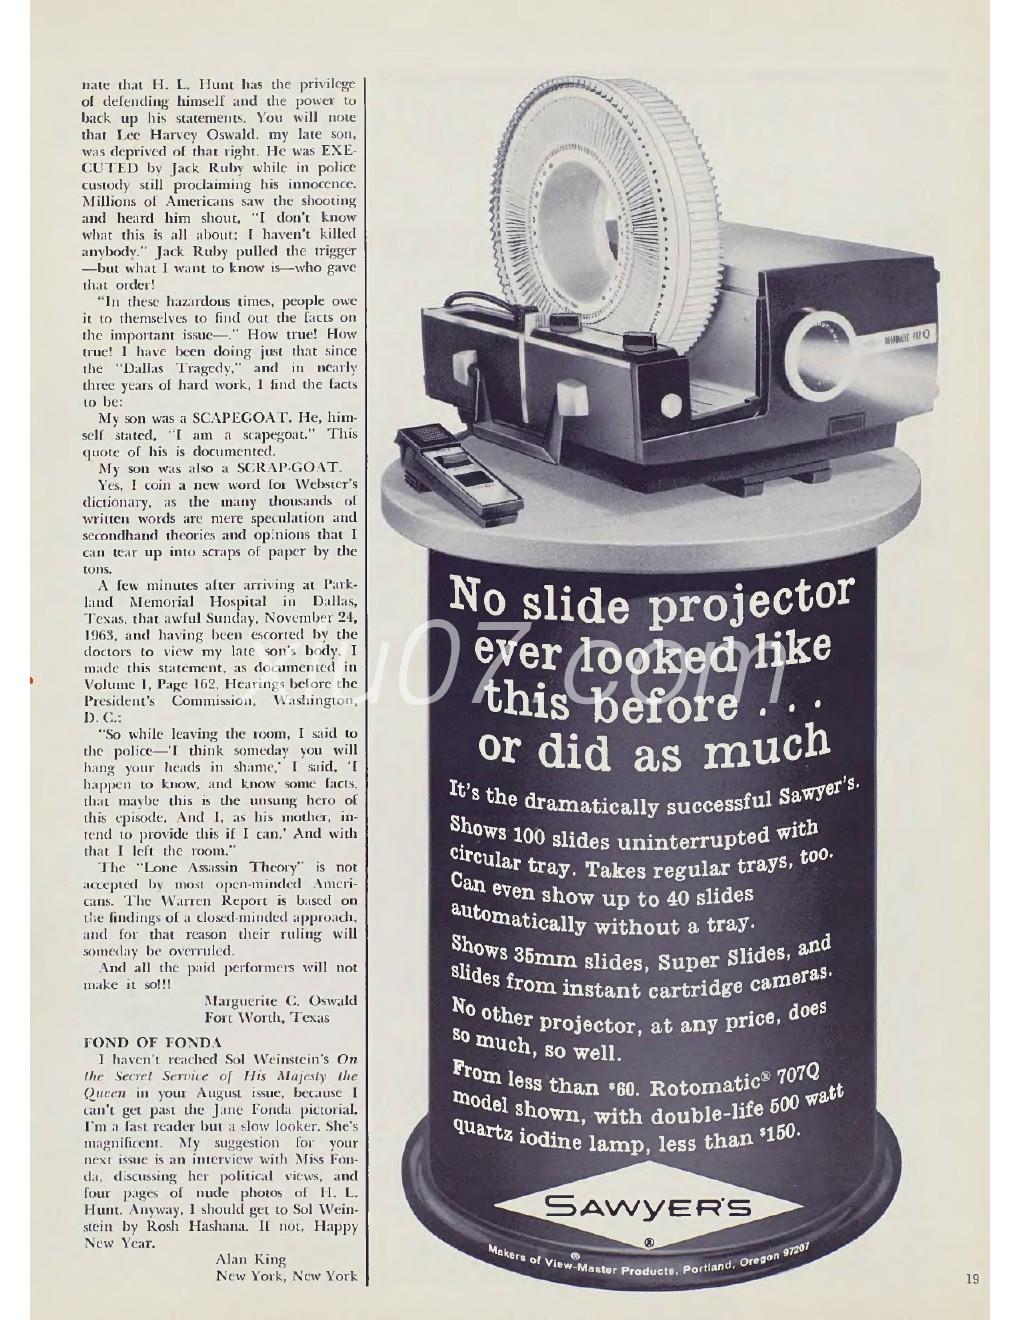 nate that H. L. Hunt has the privilege
of defending himself and the power to
back up his statements. You will note
that Lee Harvey Oswald, my late son,
was deprived of that right. He was EXE-
CUTED by Jack Ruby while in police
custody still proclaiming his innocence.
Millions of Americans saw the shooting
and heard him shout, "I don't know
what this is all about; I haven't killed
anybody." Jack Ruby pulled the trigger
—but what I want to know is—who gave
that order!
"In these hazardous times, people owe
it to themselves to find out the facts on
the important issue—." How true! How
true! I have been doing just that since
the "Dallas Tragedy," and in nearly
three years of hard work, I find the facts
to be:
My son was a SCAPEGOAT. He, him-
self stated, "I am a scapegoat." This
quote of his is documented.
My son was also a SCRAP-GOAT.
Yes, I coin a new word for Webster's
dictionary, as the many thousands of
written words are mere speculation and
secondhand theories and opinions that I
can tear up into scraps of paper by the
tons.
A few minutes after arriving at Park-
land Memorial Hospital in Dallas,
Texas, that awful Sunday, November 24,
1963, and having been escorted by the
doctors to view my late son's body, I
made this statement, as documented in
Volume I, Page 162, Hearings before the
President's Commission, Washington,
D. C.:
"So while leaving the room, I said to
the police—'I think someday you will
hang your heads in shame,' I said, 'I
happen to know, and know some facts,
that maybe this is the unsung hero of
this episode. And I, as his mother, in-
tend to provide this if I can.' And with
that I left the room."
The "Lone Assassin Theory" is not
accepted by most open-minded Ameri-
cans. The Warren Report is based on
the findings of a closed-minded approach,
and for that reason their ruling will
someday be overruled.
And all the paid performers will not
make it so!!!
Marguerite C. Oswald
Fort Worth, Texas
FOND OF FONDA
I haven't reached Sol Weinstein's On
the Secret Service of His Majesty the
Queen in your August issue, because I
can't get past the Jane Fonda pictorial.
I'm a fast reader but a slow looker. She's
magnificent. My suggestion for your
next issue is an interview with Miss Fon-
da, discussing her political views, and
four pages of nude photos of H. L.
Hunt. Anyway, I should get to Sol Wein-
stein by Rosh Hashana. If not, Happy
New Year.
Alan King
New York, New York
No slide projector
ever looked like
this before . . .
or did as much
It's the dramatically successful Sawyer's.
Shows 100 slides uninterrupted with
circular tray. Takes regular trays, too.
Can even show up to 40 slides
automatically without a tray.
Shows 35mm slides, Super Slides, and
slides from instant cartridge cameras.
No other projector, at any price, does
so much, so well.
From less than $60. Rotomatic® 707Q
model shown, with double-life 500 watt
quartz iodine lamp, less than $150.
SAWYER'S
®
Makers of View-Master® Products, Portland, Oregon 97207
19
xiu07.com